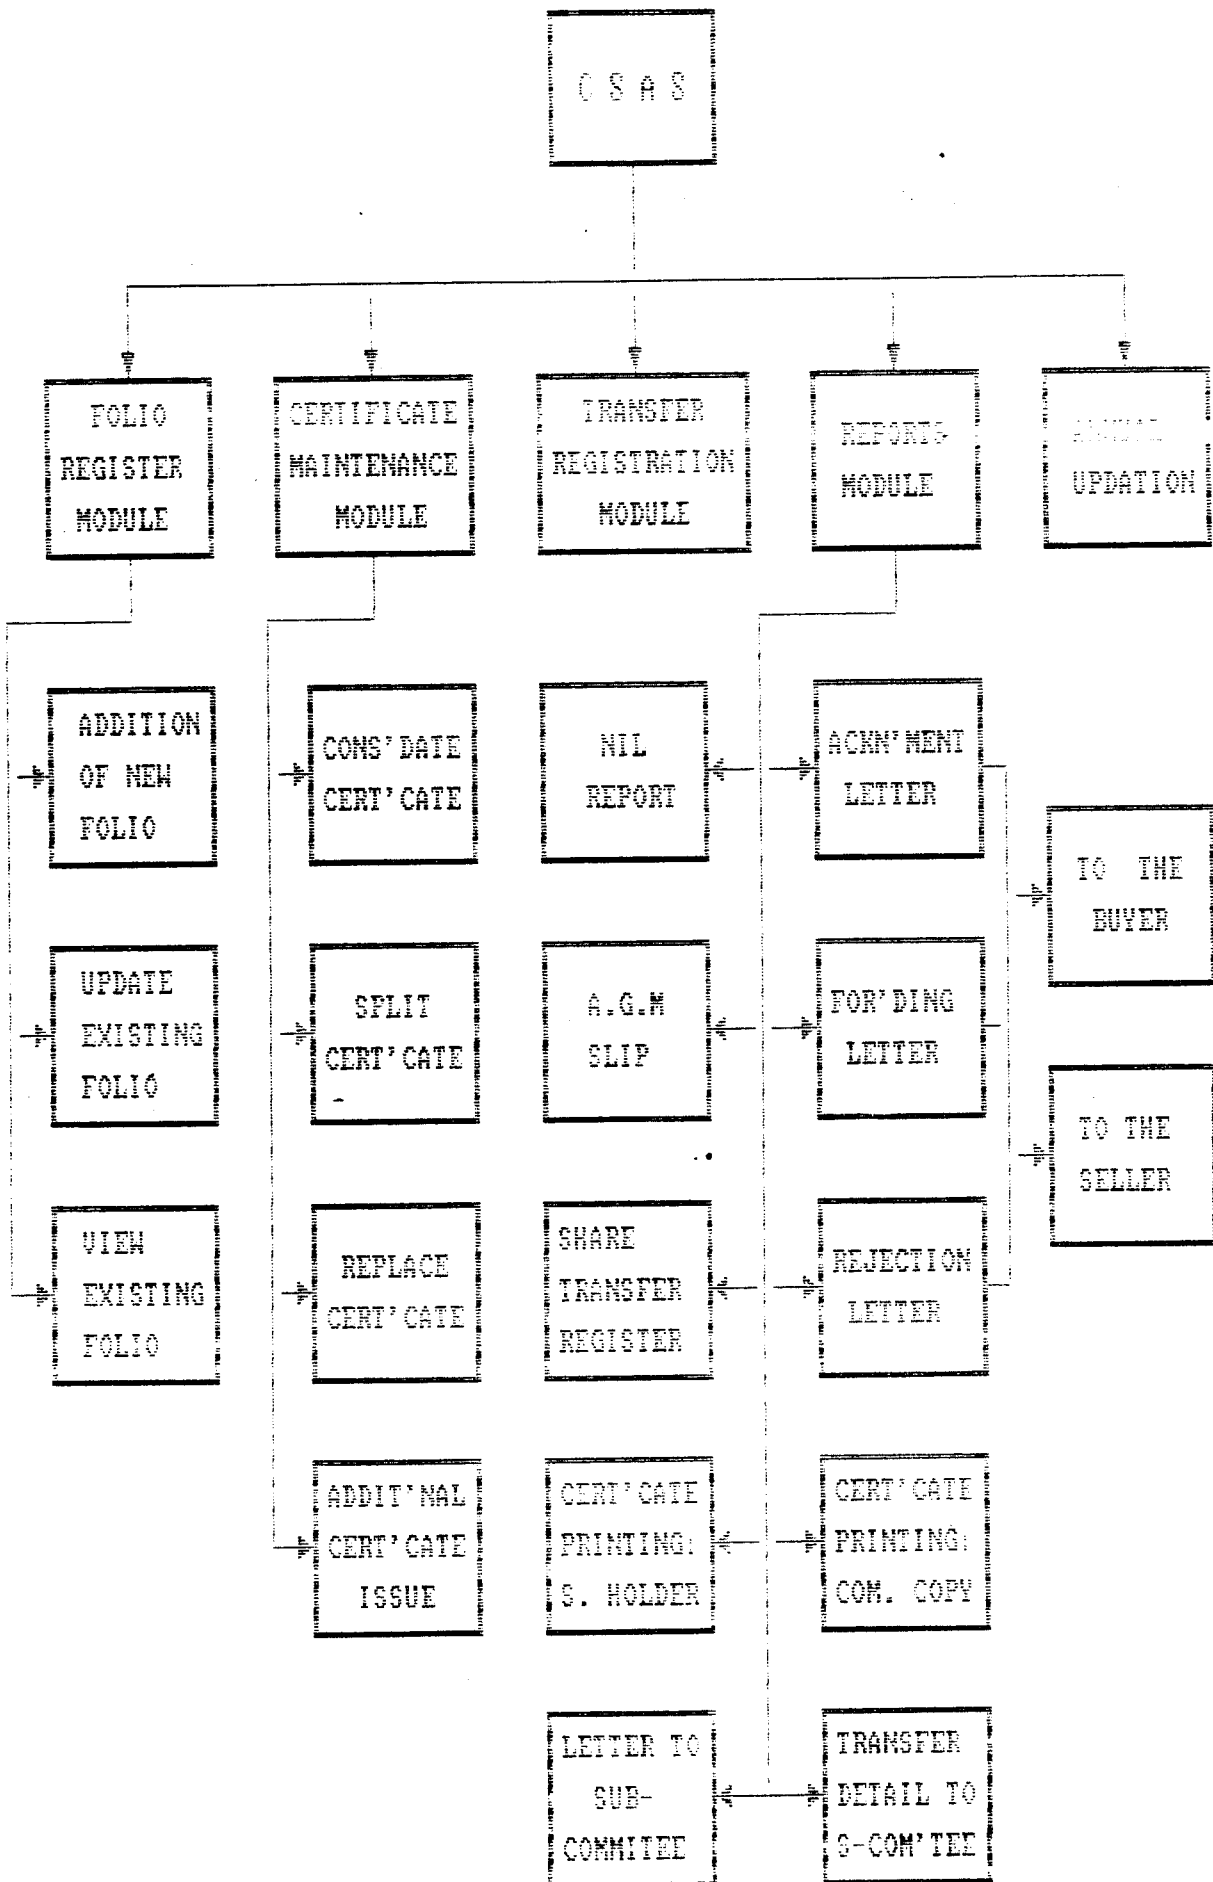 C S A S
FOLIO
REGISTER
MODULE
CERTIFICATE
MAINTENANCE
MODULE
TRANSFER
REGISTRATION
MODULE
REPORTS
MODULE
UPDATION
ADDITION
OF NEW
FOLIO
UPDATE
EXISTING
FOLIO
VIEW
EXISTING
FOLIO
CONS'DATE
CERT'CATE
SPLIT
CERT'CATE
REPLACE
CERT'CATE
ADDIT'NAL
CERT'CATE
ISSUE
NIL
REPORT
A.G.M
SLIP
SHARE
TRANSFER
REGISTER
CERT'CATE
PRINTING:
S. HOLDER
LETTER TO
SUB-
COMMITEE
ACKN'MENT
LETTER
FOR'DING
LETTER
REJECTION
LETTER
CERT'CATE
PRINTING:
COM. COPY
TRANSFER
DETAIL TO
S-COM'TEE
TO THE
BUYER
TO THE
SELLER